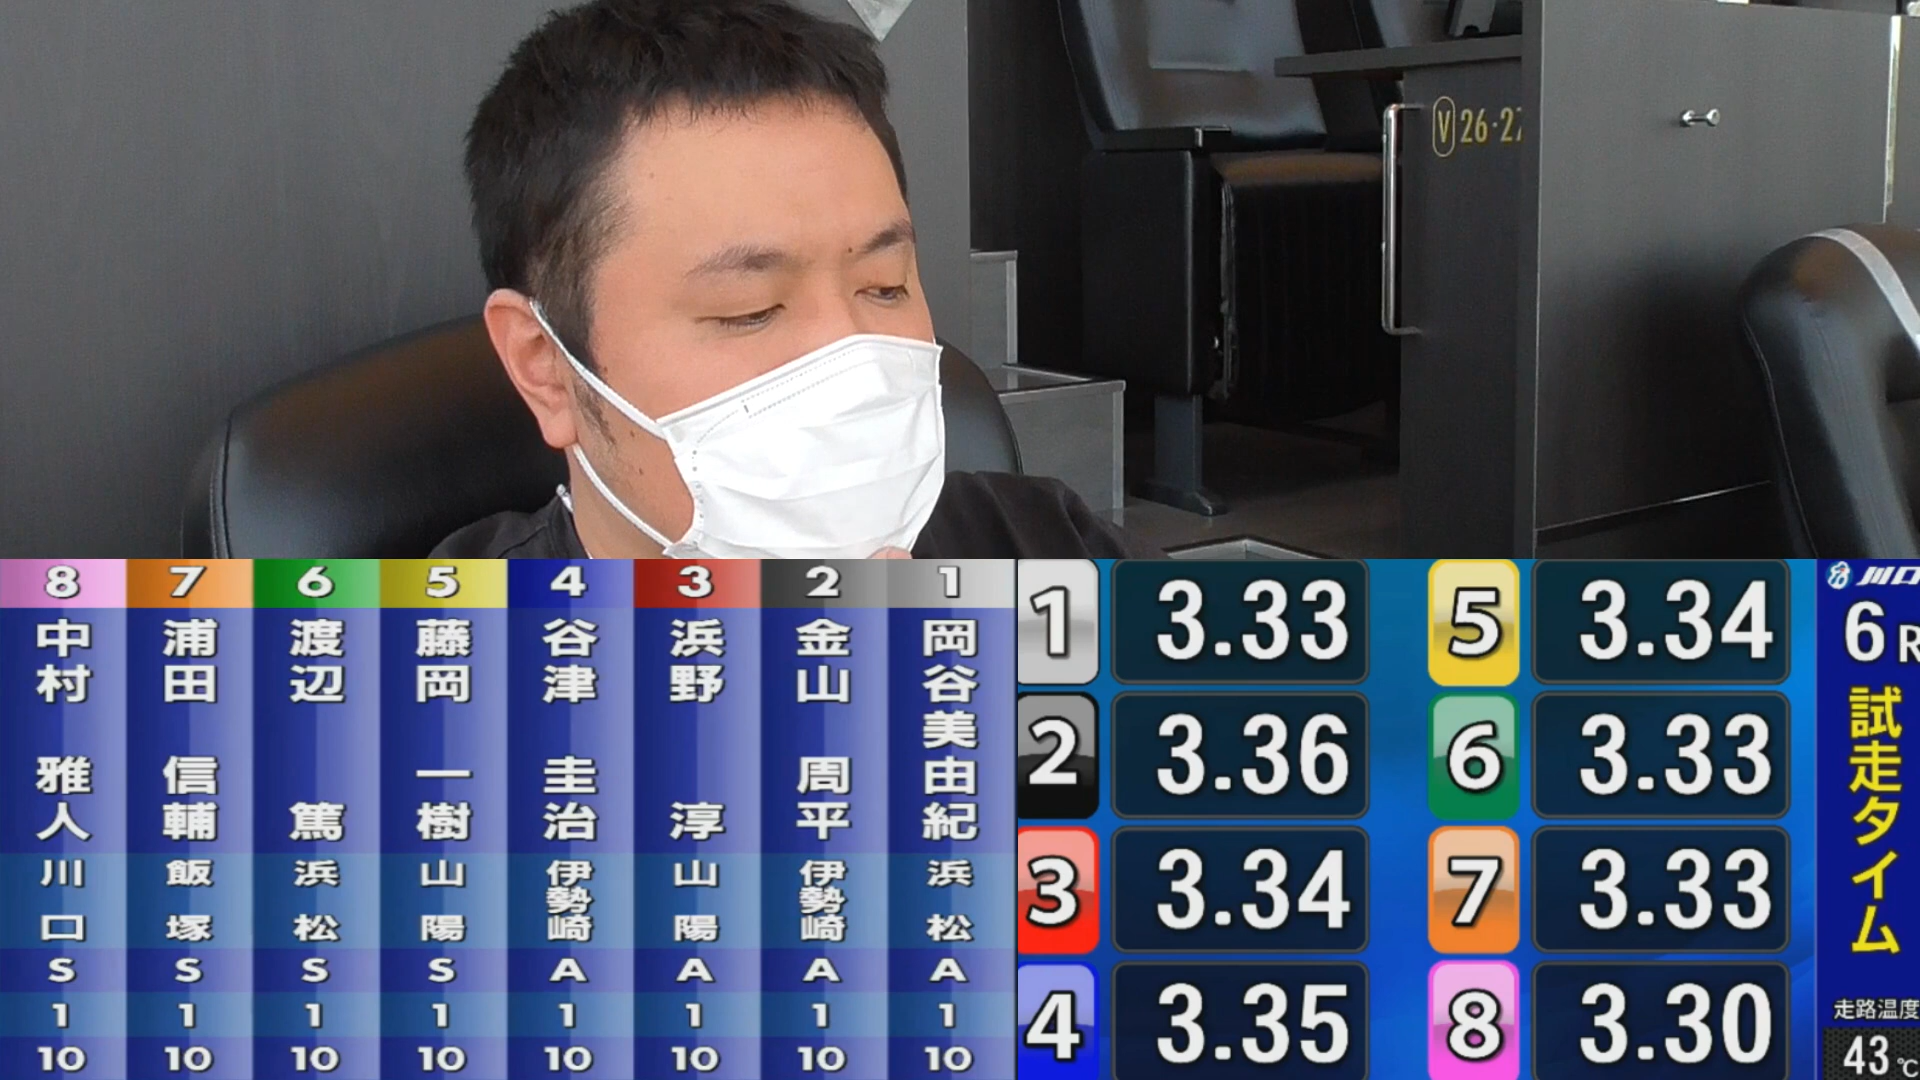 V 26·27
8 7 6 5 4 3 2 1
中村 雅人
浦田 信輔
渡辺 篤
藤岡 一樹
谷津 圭治
浜野 淳
金山 周平
岡谷美由紀
川口 飯塚 浜松 山陽 伊勢崎 山陽 伊勢崎 浜松
S S S S A A A A
1 1 1 1 1 1 1 1
10 10 10 10 10 10 10 10
1 3.33 5 3.34
2 3.36 6 3.33
3 3.34 7 3.33
4 3.35 8 3.30
川口
6R
試走タイム
走路温度
43℃